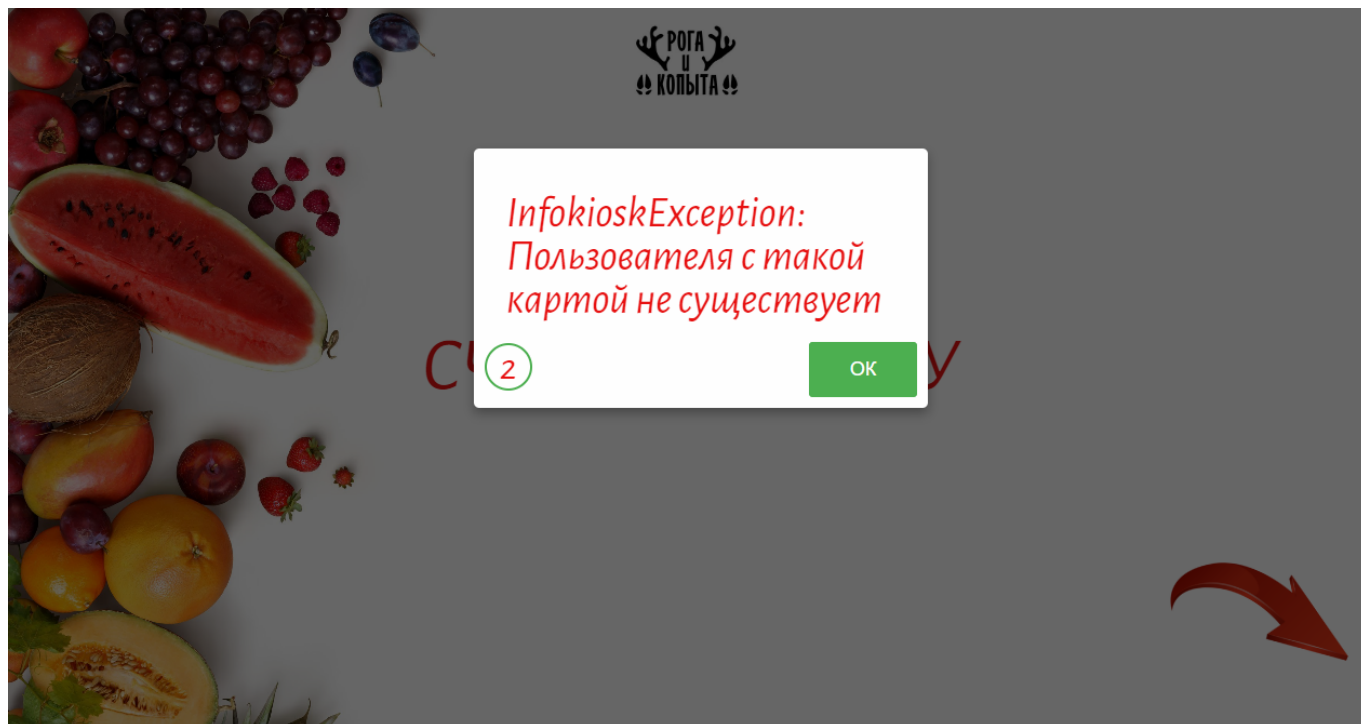 РОГА
и
КОПЫТА
InfokioskException:
Пользователя с такой
картой не существует
2
ОК